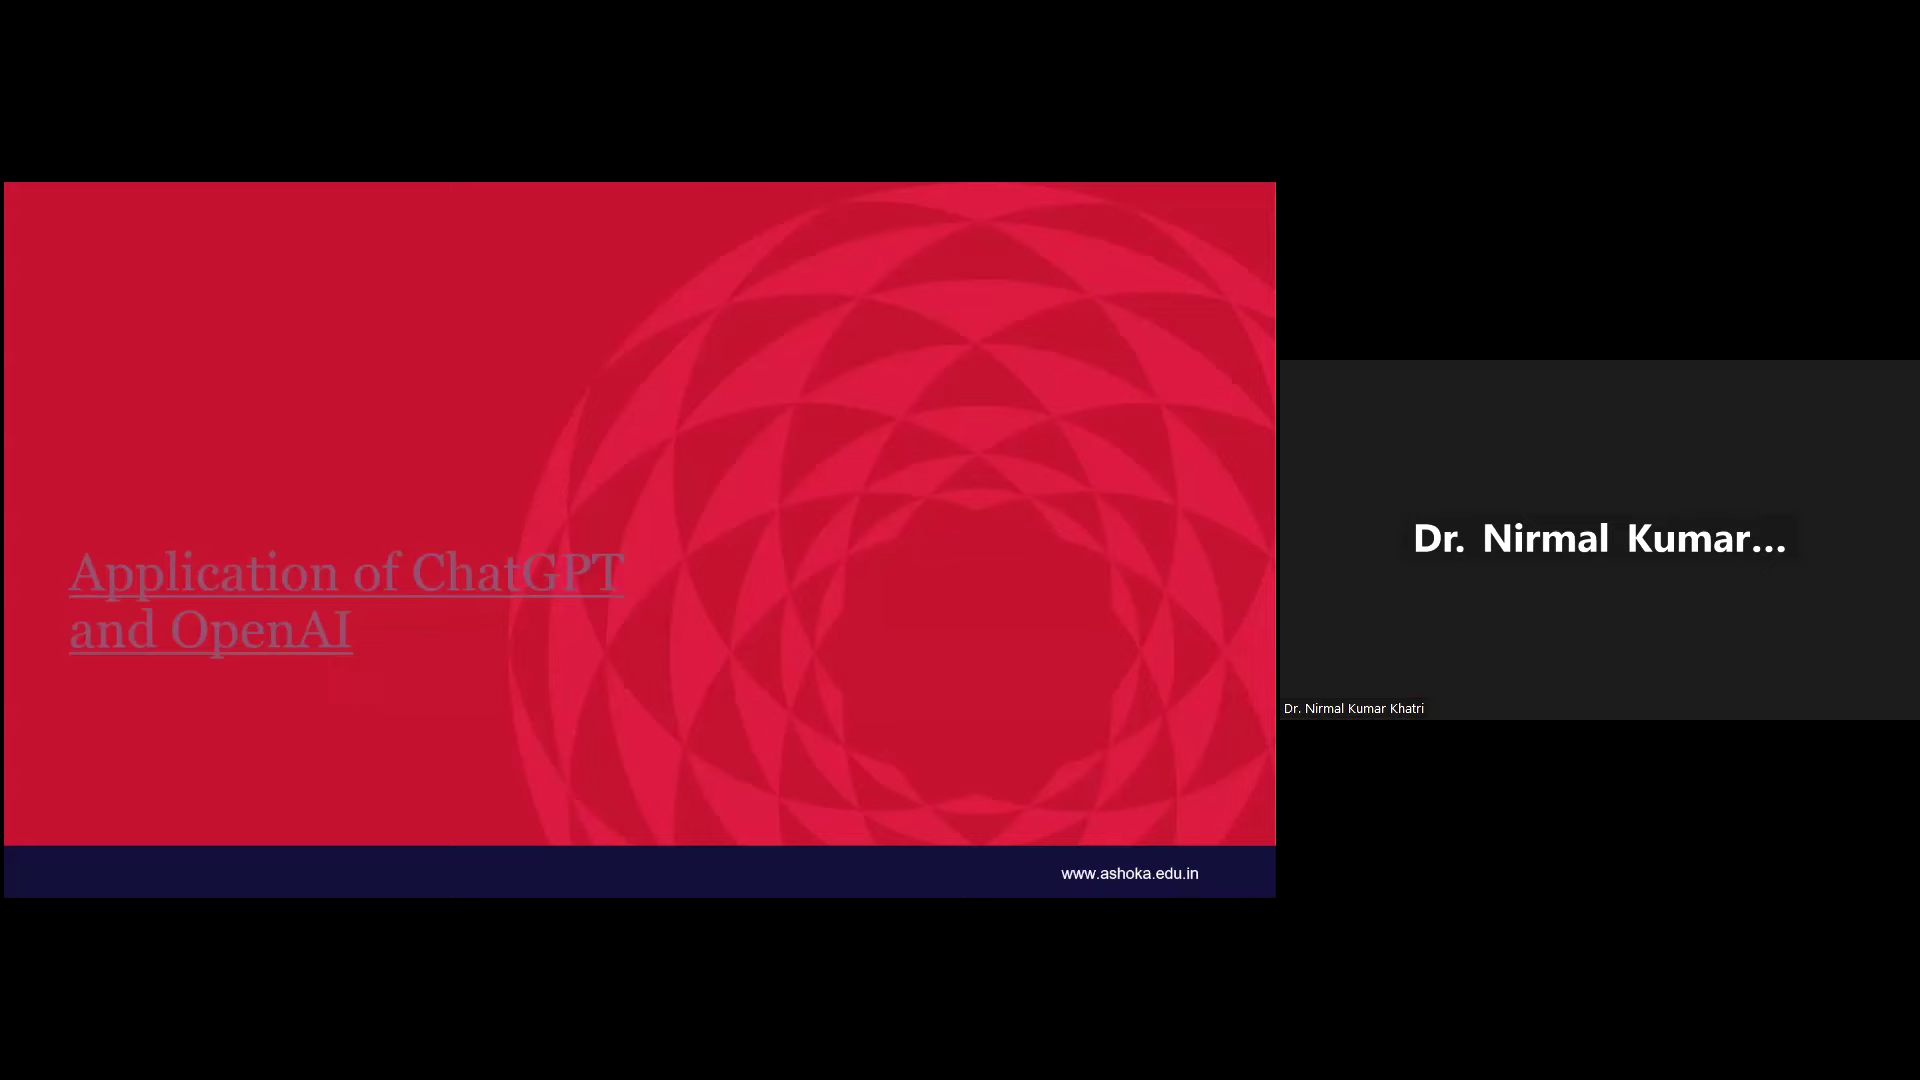 Application of ChatGPT
and OpenAI
www.ashoka.edu.in
Dr. Nirmal Kumar...
Dr. Nirmal Kumar Khatri